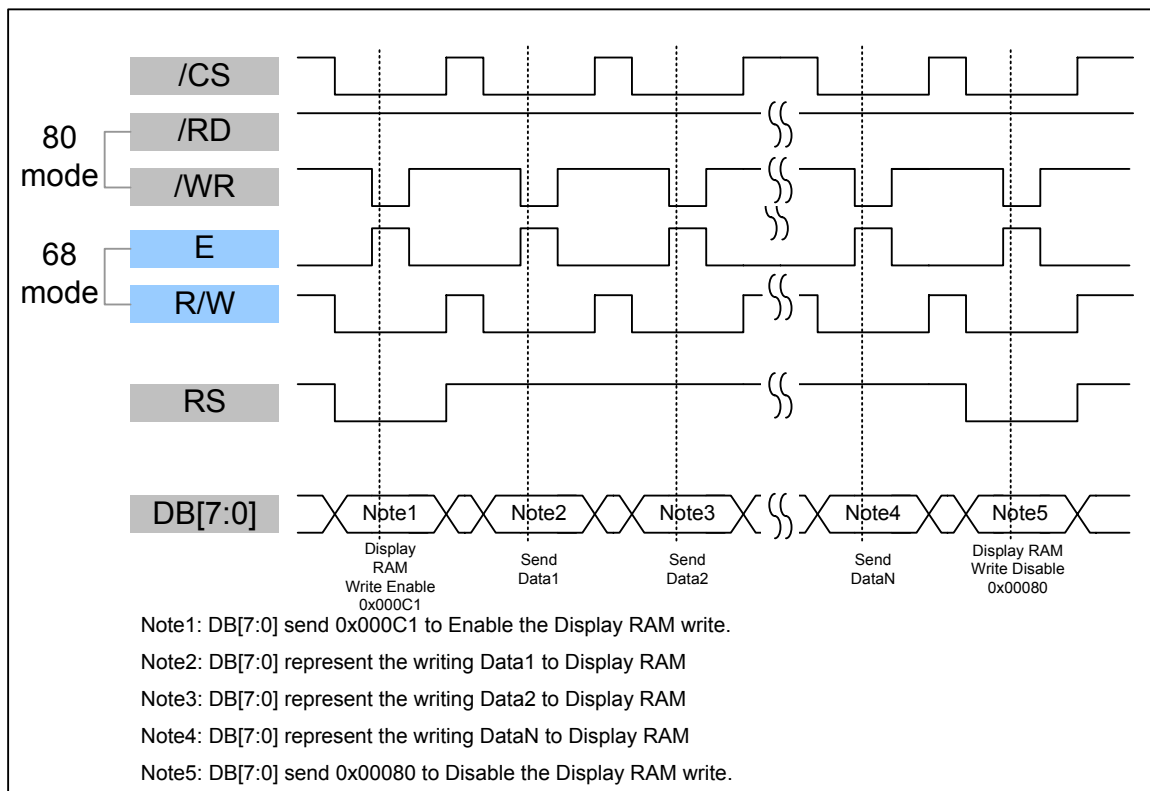 /CS
80
mode
/RD
/WR
68
mode
E
R/W
RS
DB[7:0]
Note1
Note2
Note3
Note4
Note5
Display
RAM
Write Enable
0x000C1
Send
Data1
Send
Data2
Send
DataN
Display RAM
Write Disable
0x00080
Note1: DB[7:0] send 0x000C1 to Enable the Display RAM write.
Note2: DB[7:0] represent the writing Data1 to Display RAM
Note3: DB[7:0] represent the writing Data2 to Display RAM
Note4: DB[7:0] represent the writing DataN to Display RAM
Note5: DB[7:0] send 0x00080 to Disable the Display RAM write.